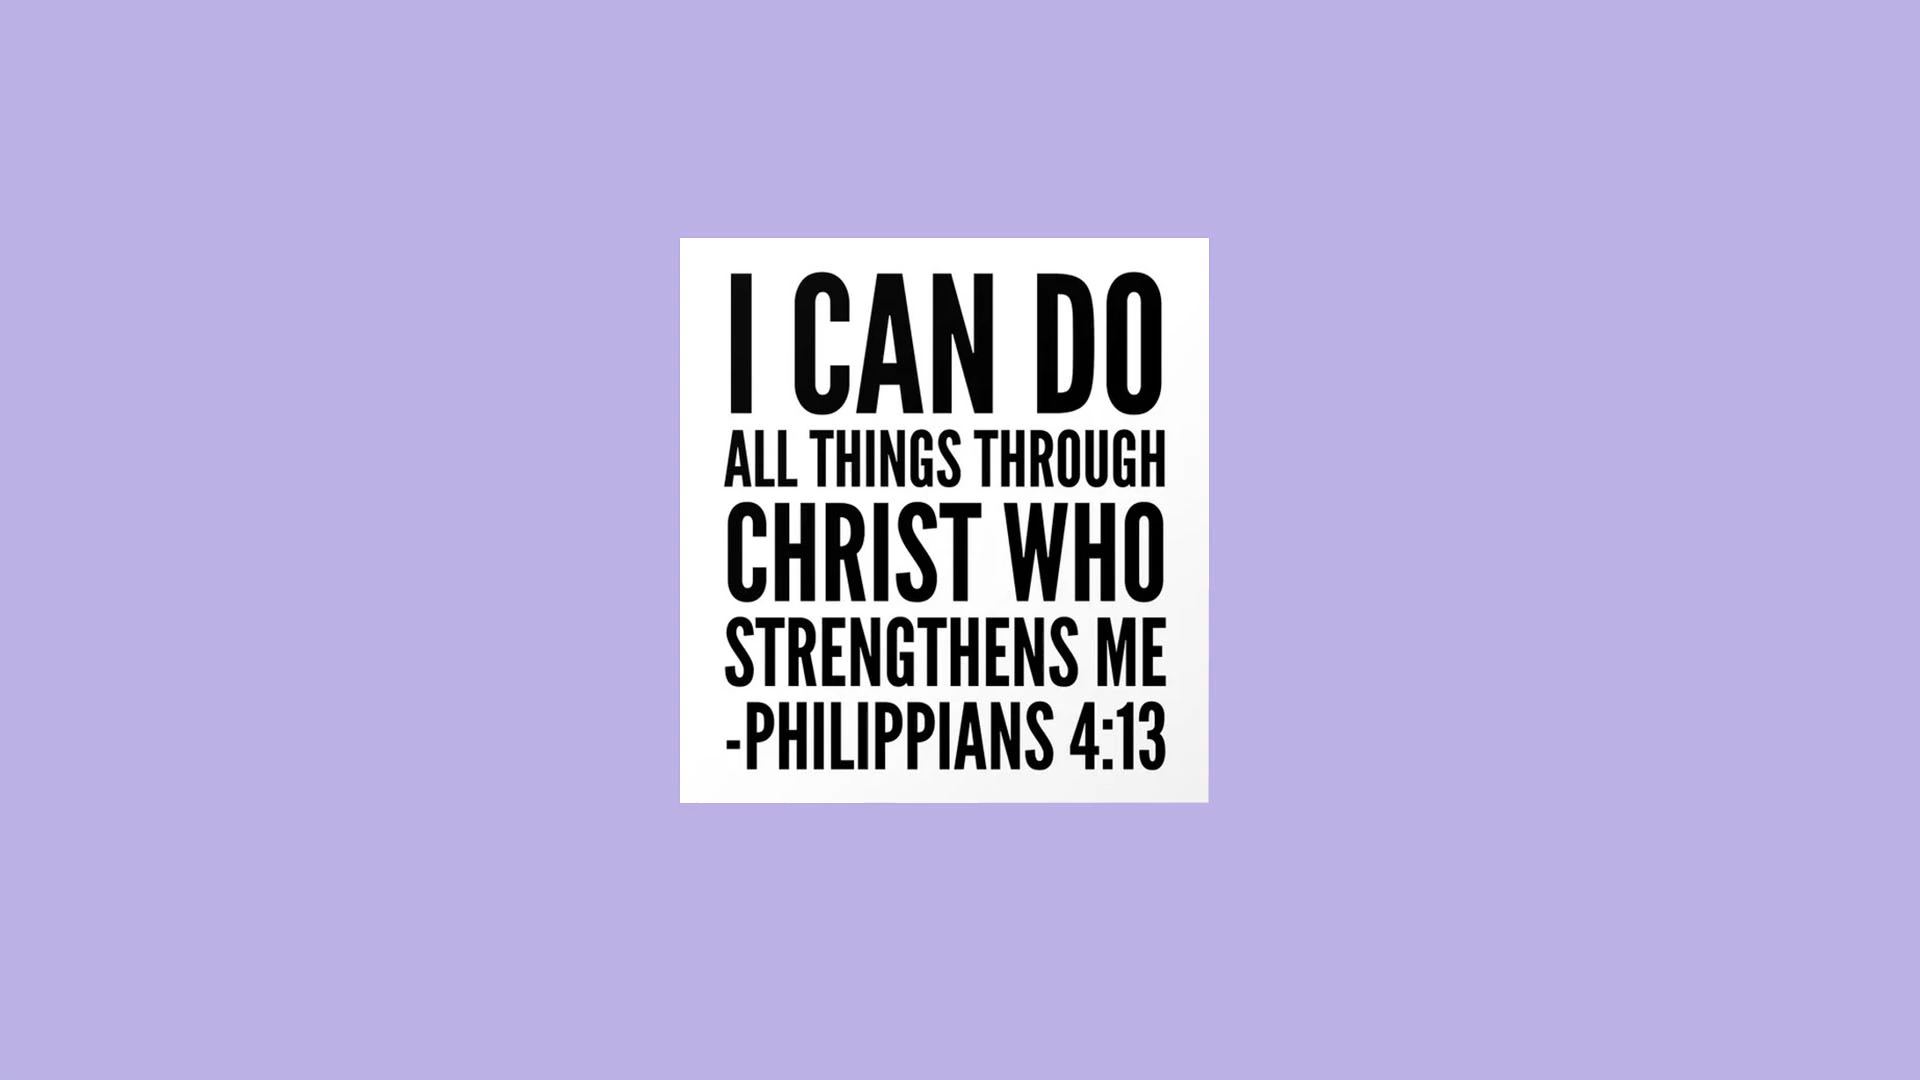 I CAN DO
ALL THINGS THROUGH
CHRIST WHO
STRENGTHENS ME
-PHILIPPIANS 4:13